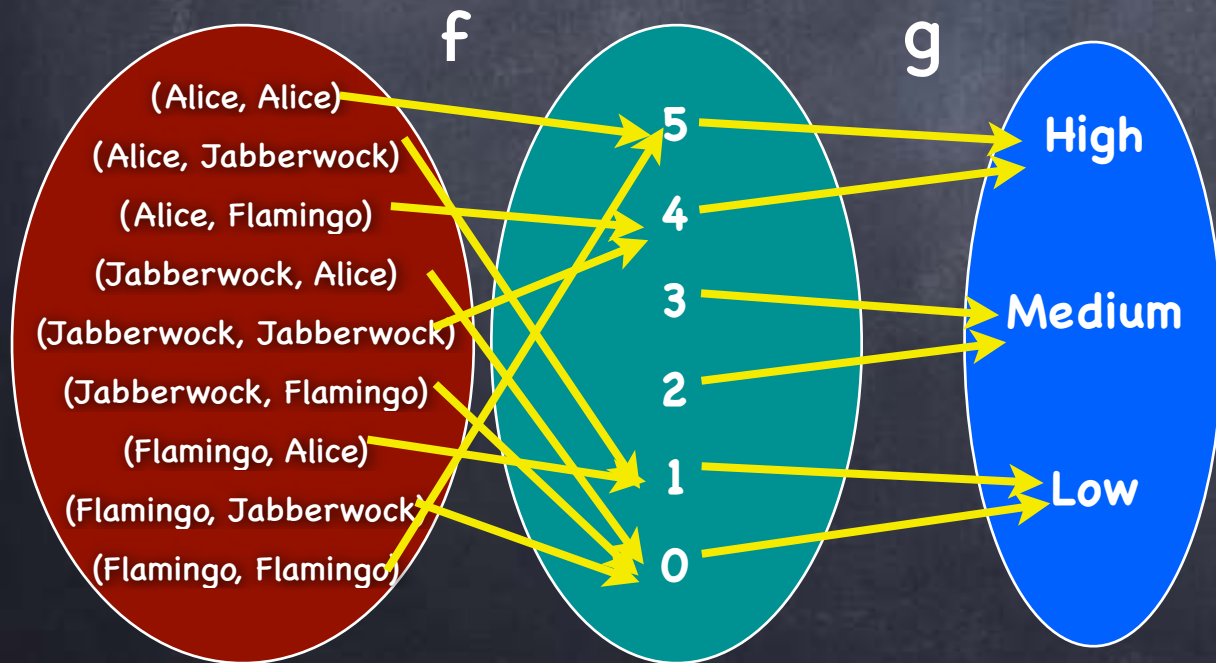 f
g
(Alice, Alice)
(Alice, Jabberwock)
(Alice, Flamingo)
(Jabberwock, Alice)
(Jabberwock, Jabberwock)
(Jabberwock, Flamingo)
(Flamingo, Alice)
(Flamingo, Jabberwock)
(Flamingo, Flamingo)
5
4
3
2
1
0
High
Medium
Low